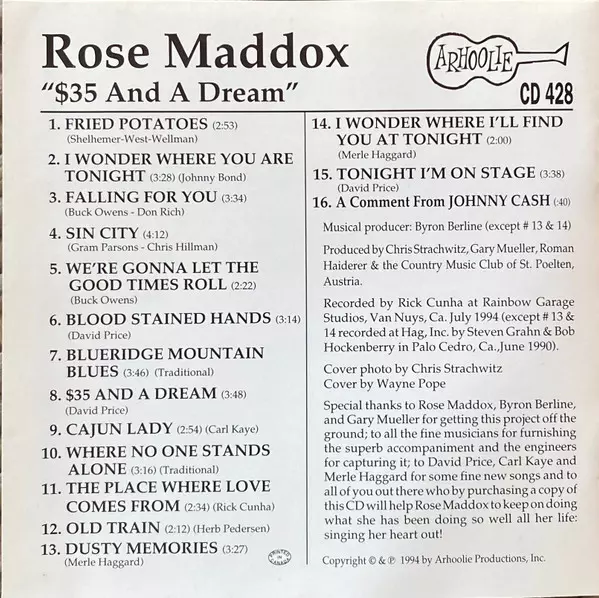 Rose Maddox
"$35 And A Dream"
ARHOOLIE
CD 428
1. FRIED POTATOES (2:53)
(Shelhemer-West-Wellman)
2. I WONDER WHERE YOU ARE
TONIGHT (3:28) (Johnny Bond)
3. FALLING FOR YOU (3:34)
(Buck Owens - Don Rich)
4. SIN CITY (4:12)
(Gram Parsons - Chris Hillman)
5. WE'RE GONNA LET THE
GOOD TIMES ROLL (2:22)
(Buck Owens)
6. BLOOD STAINED HANDS (3:14)
(David Price)
7. BLUERIDGE MOUNTAIN
BLUES (3:46) (Traditional)
8. $35 AND A DREAM (3:48)
(David Price)
9. CAJUN LADY (2:54) (Carl Kaye)
10. WHERE NO ONE STANDS
ALONE (3:16) (Traditional)
11. THE PLACE WHERE LOVE
COMES FROM (2:34) (Rick Cunha)
12. OLD TRAIN (2:12) (Herb Pedersen)
13. DUSTY MEMORIES (3:27)
(Merle Haggard)
PRINTED IN CANADA
14. I WONDER WHERE I'LL FIND
YOU AT TONIGHT (2:00)
(Merle Haggard)
15. TONIGHT I'M ON STAGE (3:38)
(David Price)
16. A Comment From JOHNNY CASH (:40)
Musical producer: Byron Berline (except # 13 & 14)
Produced by Chris Strachwitz, Gary Mueller, Roman
Haiderer & the Country Music Club of St. Poelten,
Austria.
Recorded by Rick Cunha at Rainbow Garage
Studios, Van Nuys, Ca. July 1994 (except # 13 &
14 recorded at Hag, Inc. by Steven Grahn & Bob
Hockenberry in Palo Cedro, Ca.,June 1990).
Cover photo by Chris Strachwitz
Cover by Wayne Pope
Special thanks to Rose Maddox, Byron Berline,
and Gary Mueller for getting this project off the
ground; to all the fine musicians for furnishing
the superb accompaniment and the engineers
for capturing it; to David Price, Carl Kaye and
Merle Haggard for some fine new songs and to
all of you out there who by purchasing a copy of
this CD will help Rose Maddox to keep on doing
what she has been doing so well all her life:
singing her heart out!
Copyright © & ℗ 1994 by Arhoolie Productions, Inc.